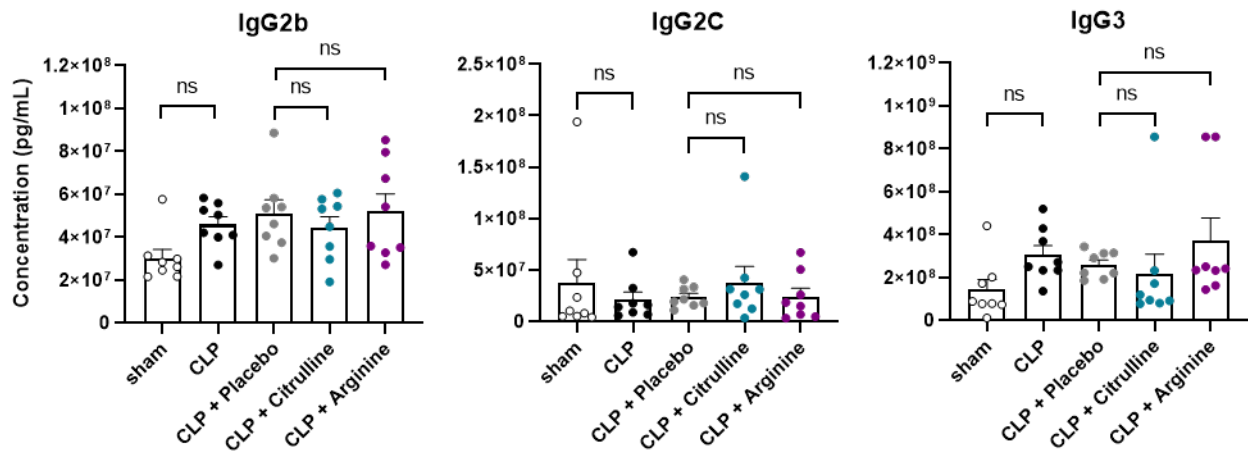 IgG2b
IgG2C
IgG3
Concentration (pg/mL)
1.2×10⁸
1×10⁸
8×10⁷
6×10⁷
4×10⁷
2×10⁷
0
ns
ns
ns
sham
CLP
CLP + Placebo
CLP + Citrulline
CLP + Arginine
2.5×10⁸
2×10⁸
1.5×10⁸
1×10⁸
5×10⁷
0
ns
ns
ns
sham
CLP
CLP + Placebo
CLP + Citrulline
CLP + Arginine
1.2×10⁹
1×10⁹
8×10⁸
6×10⁸
4×10⁸
2×10⁸
0
ns
ns
ns
sham
CLP
CLP + Placebo
CLP + Citrulline
CLP + Arginine